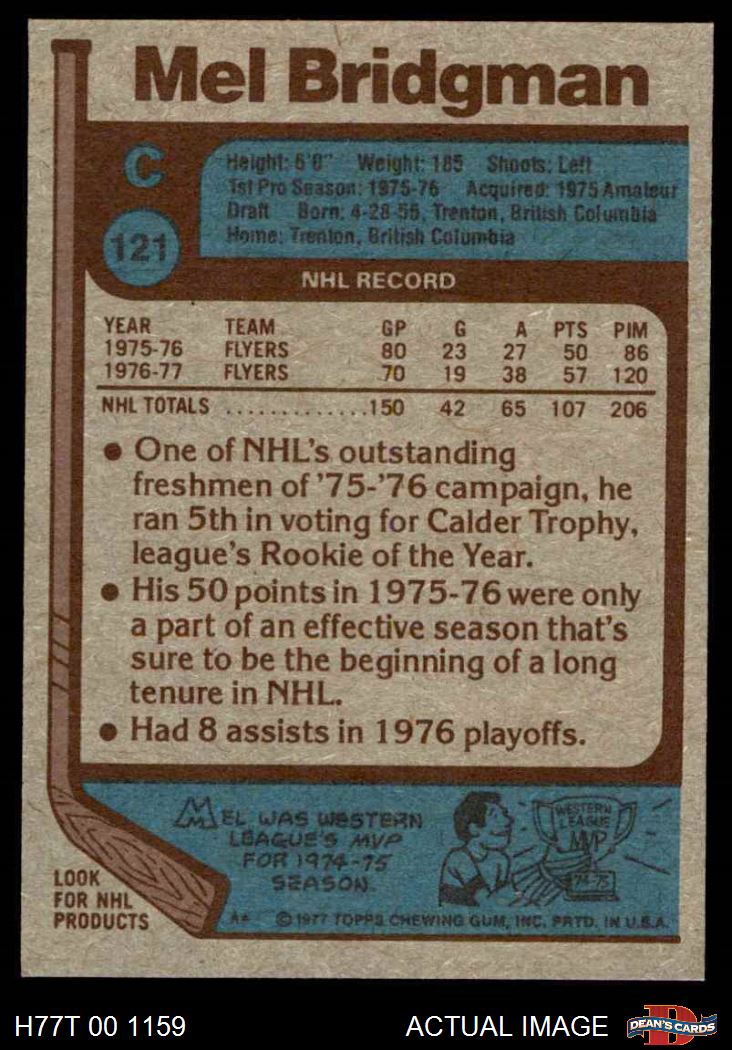 Mel Bridgman
C
121
Height: 6'0" Weight: 185 Shoots: Left
1st Pro Season: 1975-76 Acquired: 1975 Amateur
Draft Born: 4-28-55, Trenton, British Columbia
Home: Trenton, British Columbia
NHL RECORD
YEAR TEAM GP G A PTS PIM
1975-76 FLYERS 80 23 27 50 86
1976-77 FLYERS 70 19 38 57 120
NHL TOTALS .............150 42 65 107 206
● One of NHL's outstanding
freshmen of '75-'76 campaign, he
ran 5th in voting for Calder Trophy,
league's Rookie of the Year.
● His 50 points in 1975-76 were only
a part of an effective season that's
sure to be the beginning of a long
tenure in NHL.
● Had 8 assists in 1976 playoffs.
MEL WAS WESTERN
LEAGUE'S MVP
FOR 1974-75
SEASON.
WESTERN
LEAGUE
MVP
74-75
LOOK
FOR NHL
PRODUCTS
A* ©1977 TOPPS CHEWING GUM, INC. PRTD. IN U.S.A.
H77T 00 1159 ACTUAL IMAGE
D
DEAN'S CARDS